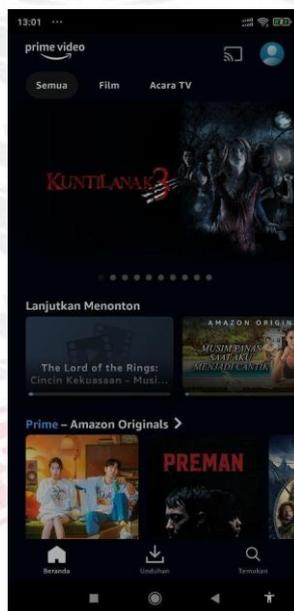 13:01 ...
prime video
Semua Film Acara TV
KUNTILANAK 3
Lanjutkan Menonton
The Lord of the Rings:
Cincin Kekuasaan – Musi...
AMAZON ORIGIN
MUSIM PANAS
SAAT AKU
MENJADI CANTIK
Prime – Amazon Originals >
PREMAN
Beranda Unduhan Temukan